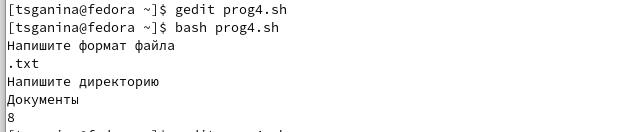 [tsganina@fedora ~]$ gedit prog4.sh
[tsganina@fedora ~]$ bash prog4.sh
Напишите формат файла
.txt
Напишите директорию
Документы
8